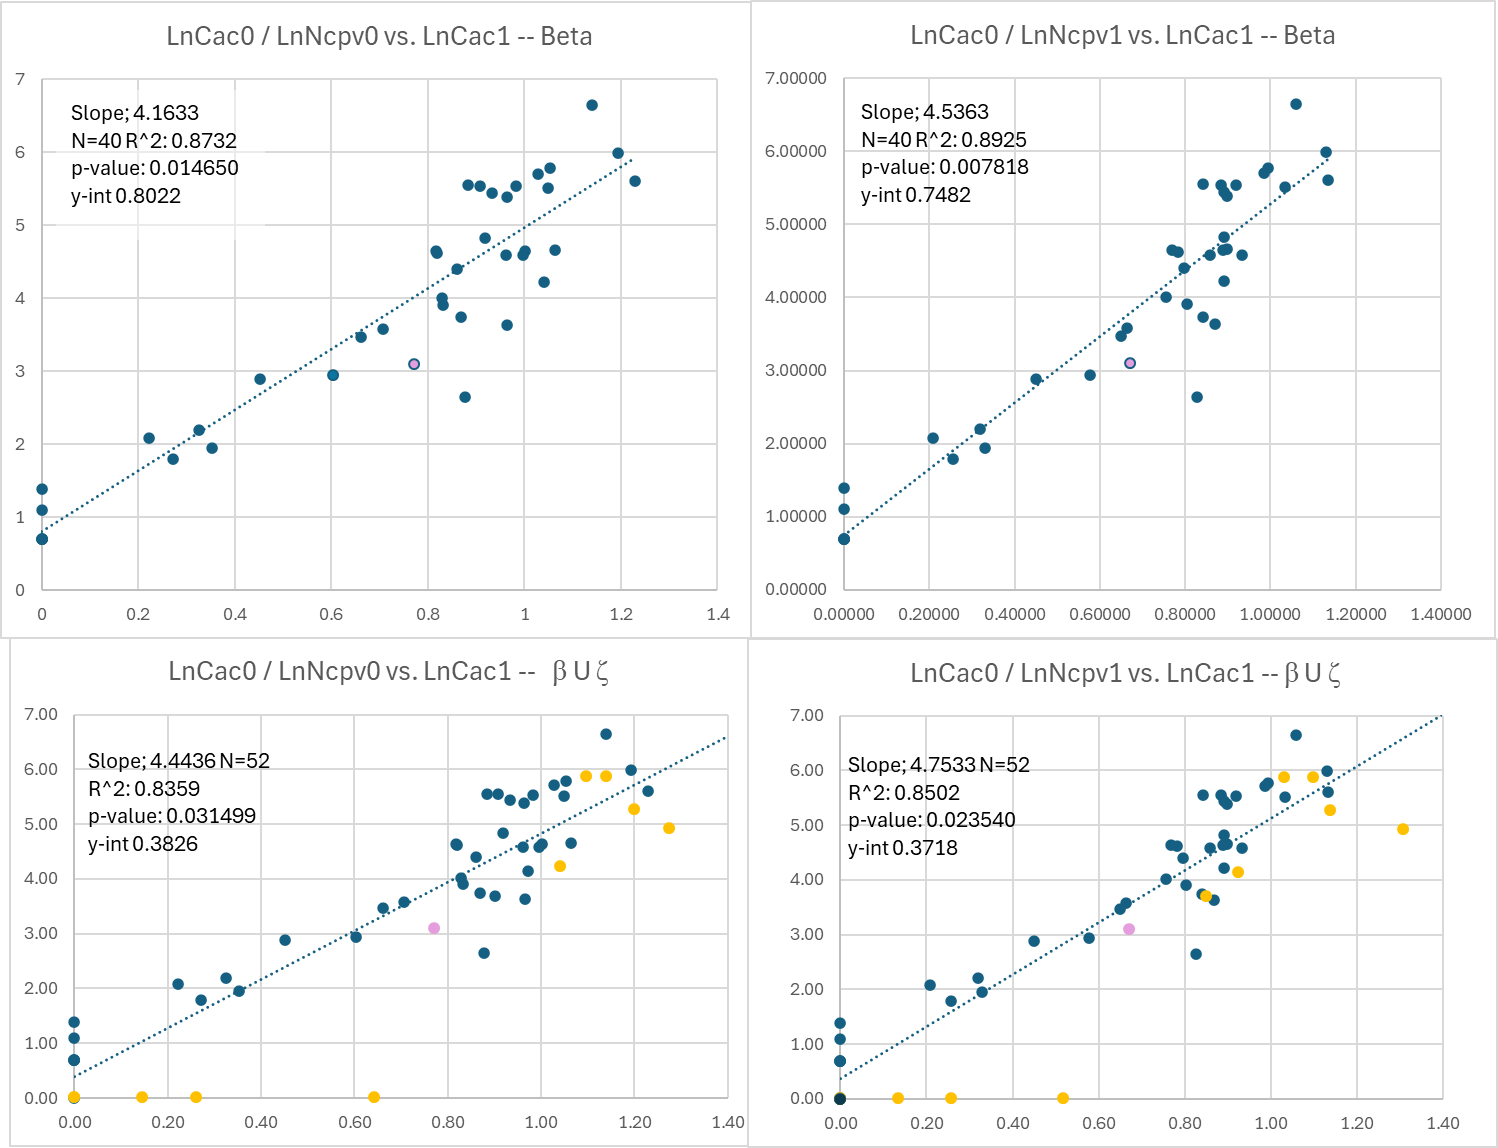 LnCac0 / LnNcpv0 vs. LnCac1 -- Beta
7
Slope; 4.1633
N=40 R^2: 0.8732
p-value: 0.014650
y-int 0.8022
6
5
4
3
2
1
0
0 0.2 0.4 0.6 0.8 1 1.2 1.4
LnCac0 / LnNcpv1 vs. LnCac1 -- Beta
7.00000
Slope; 4.5363
N=40 R^2: 0.8925
p-value: 0.007818
y-int 0.7482
6.00000
5.00000
4.00000
3.00000
2.00000
1.00000
0.00000
0.00000 0.20000 0.40000 0.60000 0.80000 1.00000 1.20000 1.40000
LnCac0 / LnNcpv0 vs. LnCac1 -- β U ζ
7.00
Slope; 4.4436 N=52
R^2: 0.8359
p-value: 0.031499
y-int 0.3826
6.00
5.00
4.00
3.00
2.00
1.00
0.00
0.00 0.20 0.40 0.60 0.80 1.00 1.20 1.40
LnCac0 / LnNcpv1 vs. LnCac1 -- β U ζ
7.00
Slope; 4.7533 N=52
R^2: 0.8502
p-value: 0.023540
y-int 0.3718
6.00
5.00
4.00
3.00
2.00
1.00
0.00
0.00 0.20 0.40 0.60 0.80 1.00 1.20 1.40